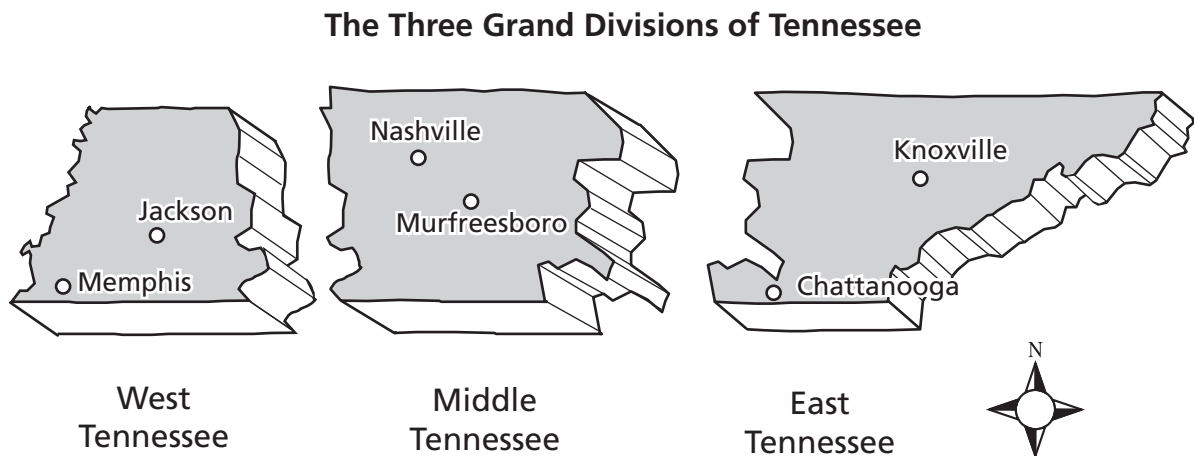 The Three Grand Divisions of Tennessee
Nashville
Knoxville
Jackson
Murfreesboro
Memphis
Chattanooga
West
Tennessee
Middle
Tennessee
East
Tennessee
N